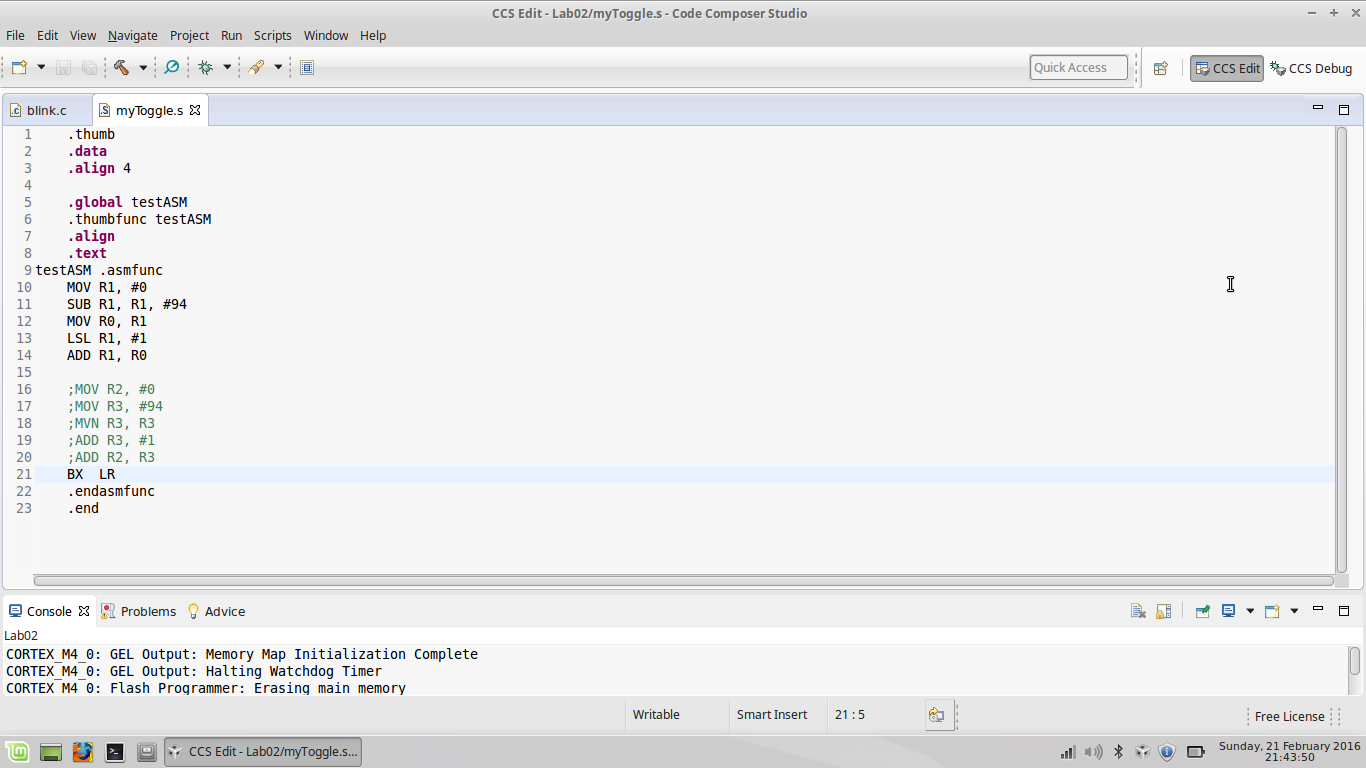 CCS Edit - Lab02/myToggle.s - Code Composer Studio
File Edit View Navigate Project Run Scripts Window Help
Quick Access CCS Edit CCS Debug
blink.c myToggle.s
1 .thumb
2 .data
3 .align 4
4
5 .global testASM
6 .thumbfunc testASM
7 .align
8 .text
9 testASM .asmfunc
10 MOV R1, #0
11 SUB R1, R1, #94
12 MOV R0, R1
13 LSL R1, #1
14 ADD R1, R0
15
16 ;MOV R2, #0
17 ;MOV R3, #94
18 ;MVN R3, R3
19 ;ADD R3, #1
20 ;ADD R2, R3
21 BX  LR
22 .endasmfunc
23 .end
Console Problems Advice
Lab02
CORTEX_M4_0: GEL Output: Memory Map Initialization Complete
CORTEX_M4_0: GEL Output: Halting Watchdog Timer
CORTEX_M4_0: Flash Programmer: Erasing main memory
Writable Smart Insert 21 : 5 Free License
CCS Edit - Lab02/myToggle.s... Sunday, 21 February 2016
21:43:50